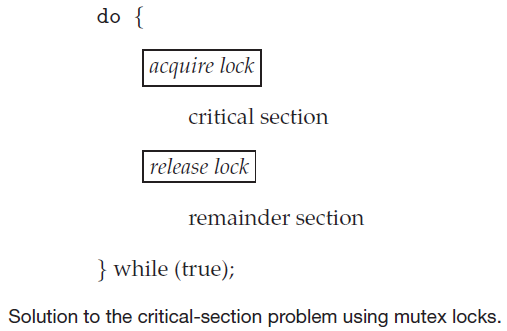 do {
acquire lock
critical section
release lock
remainder section
} while (true);
Solution to the critical-section problem using mutex locks.